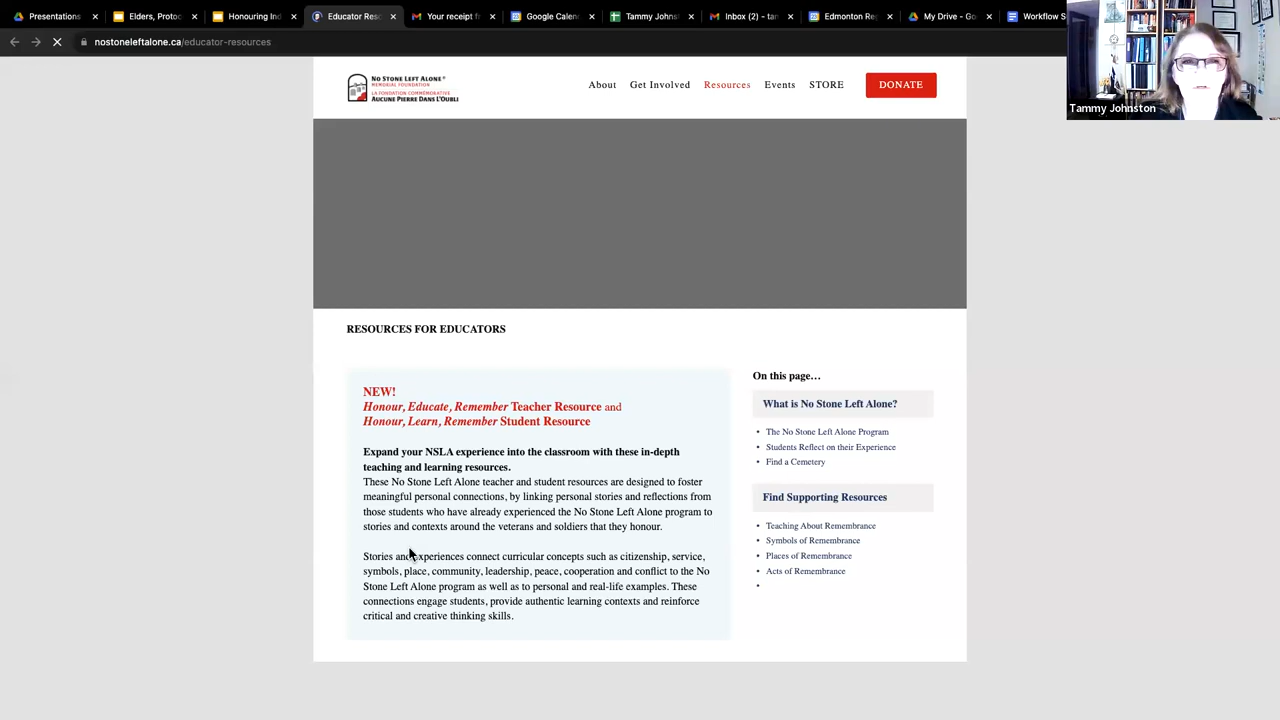 Presentations
Elders, Protoc
Honouring Ind
Educator Reso
Your receipt f
Google Calen
Tammy Johns
Inbox (2) – tan
Edmonton Re
My Drive - Go
Workflow S
nostoneleftalone.ca/educator-resources
Tammy Johnston
NO STONE LEFT ALONE
MEMORIAL FOUNDATION
LA FONDATION COMMÉMORATIVE
AUCUNE PIERRE DANS L'OUBLI
About
Get Involved
Resources
Events
STORE
DONATE
RESOURCES FOR EDUCATORS
NEW!
Honour, Educate, Remember Teacher Resource and
Honour, Learn, Remember Student Resource
Expand your NSLA experience into the classroom with these in-depth
teaching and learning resources.
These No Stone Left Alone teacher and student resources are designed to foster
meaningful personal connections, by linking personal stories and reflections from
those students who have already experienced the No Stone Left Alone program to
stories and contexts around the veterans and soldiers that they honour.
Stories and experiences connect curricular concepts such as citizenship, service,
symbols, place, community, leadership, peace, cooperation and conflict to the No
Stone Left Alone program as well as to personal and real-life examples. These
connections engage students, provide authentic learning contexts and reinforce
critical and creative thinking skills.
On this page…
What is No Stone Left Alone?
• The No Stone Left Alone Program
• Students Reflect on their Experience
• Find a Cemetery
Find Supporting Resources
• Teaching About Remembrance
• Symbols of Remembrance
• Places of Remembrance
• Acts of Remembrance